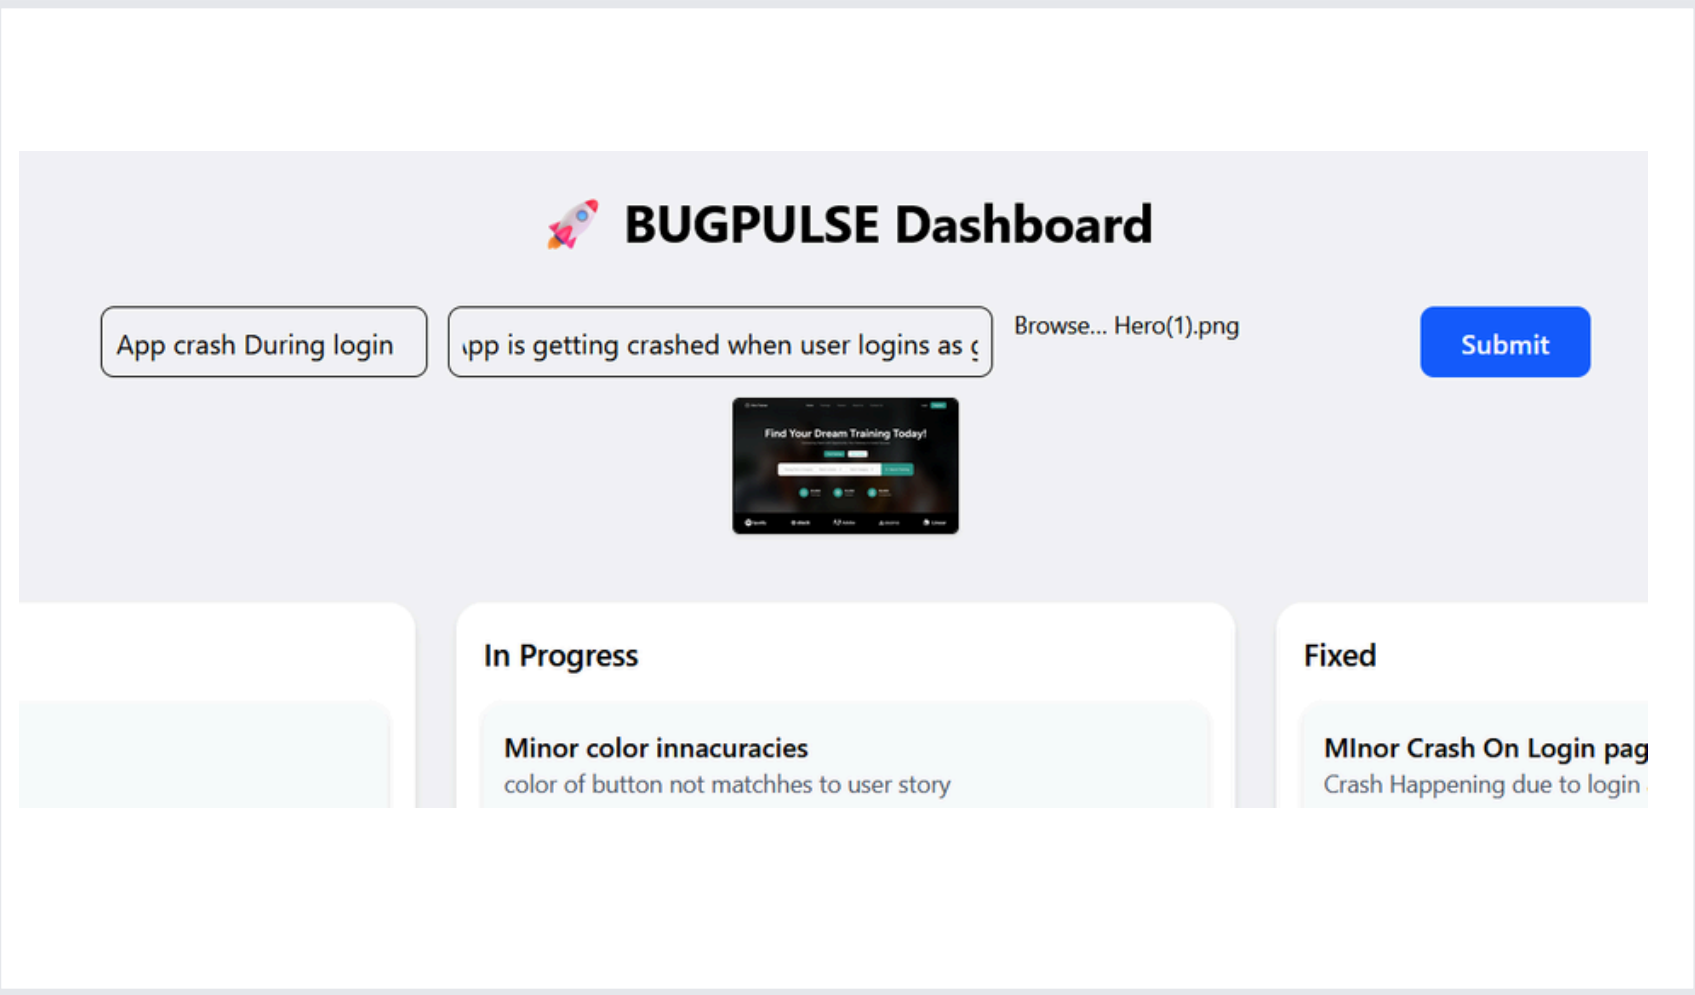 BUGPULSE Dashboard
App crash During login
pp is getting crashed when user logins as
Browse... Hero(1).png
Submit
Find Your Dream Training Today!
In Progress
Fixed
Minor color innacuracies
color of button not matchhes to user story
MInor Crash On Login pag
Crash Happening due to login